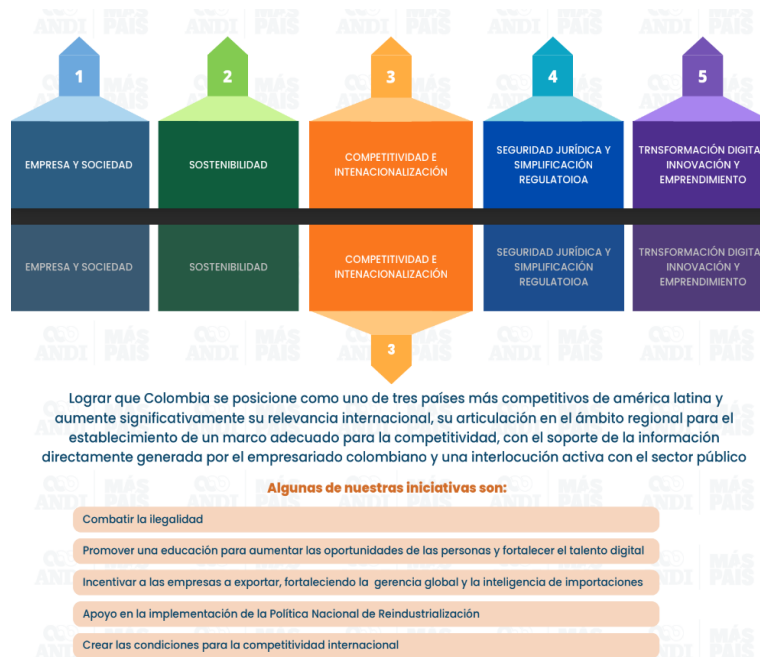 1
2
3
4
5
EMPRESA Y SOCIEDAD
SOSTENIBILIDAD
COMPETITIVIDAD E
INTENACIONALIZACIÓN
SEGURIDAD JURÍDICA Y
SIMPLIFICACIÓN
REGULATOIOA
TRNSFORMACIÓN DIGITA
INNOVACIÓN Y
EMPRENDIMIENTO
EMPRESA Y SOCIEDAD
SOSTENIBILIDAD
COMPETITIVIDAD E
INTENACIONALIZACIÓN
SEGURIDAD JURÍDICA Y
SIMPLIFICACIÓN
REGULATOIOA
TRNSFORMACIÓN DIGITA
INNOVACIÓN Y
EMPRENDIMIENTO
3
ANDI MÁS PAÍS
Lograr que Colombia se posicione como uno de tres países más competitivos de américa latina y
aumente significativamente su relevancia internacional, su articulación en el ámbito regional para el
establecimiento de un marco adecuado para la competitividad, con el soporte de la información
directamente generada por el empresariado colombiano y una interlocución activa con el sector público
Algunas de nuestras iniciativas son:
Combatir la ilegalidad
Promover una educación para aumentar las oportunidades de las personas y fortalecer el talento digital
Incentivar a las empresas a exportar, fortaleciendo la gerencia global y la inteligencia de importaciones
Apoyo en la implementación de la Política Nacional de Reindustrialización
Crear las condiciones para la competitividad internacional